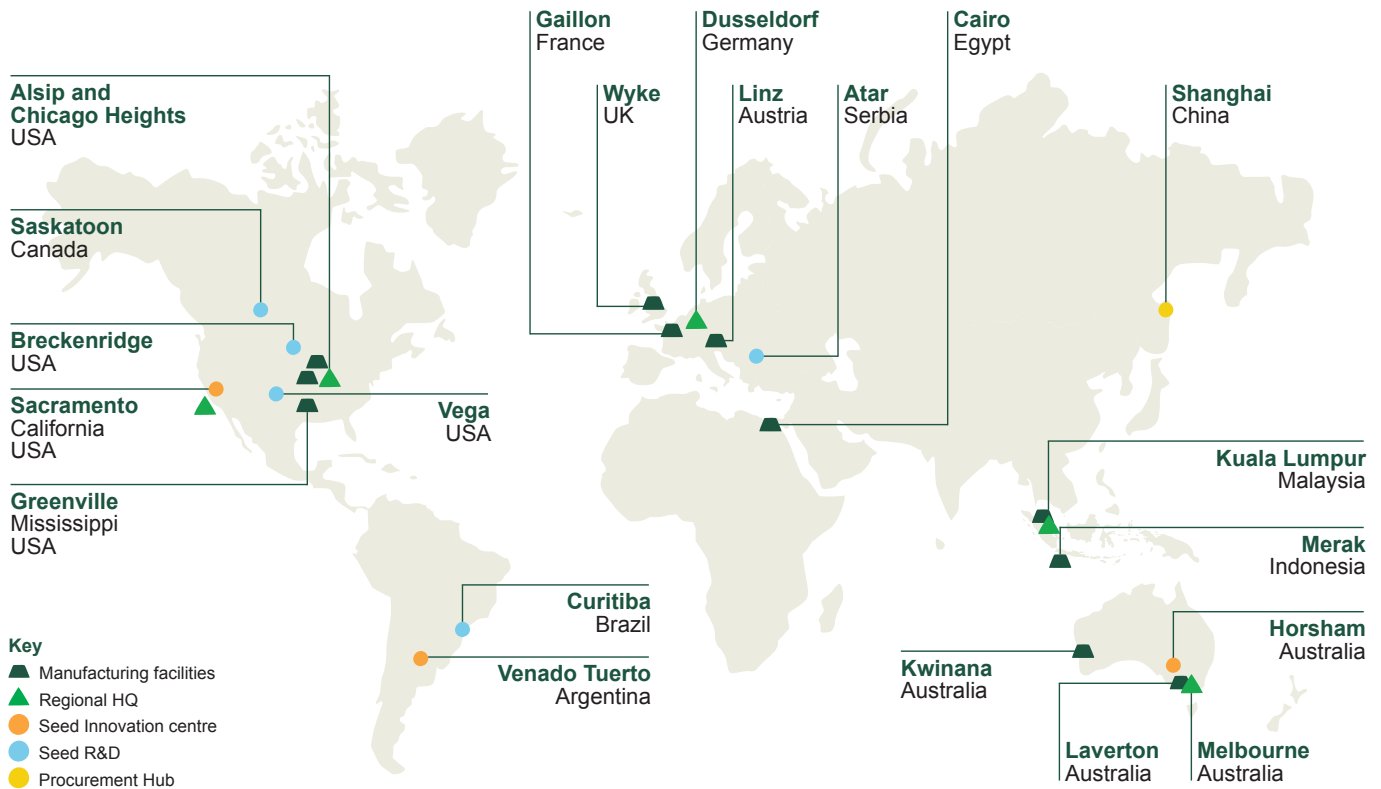 Gaillon
France
Dusseldorf
Germany
Cairo
Egypt
Alsip and
Chicago Heights
USA
Wyke
UK
Linz
Austria
Atar
Serbia
Shanghai
China
Saskatoon
Canada
Breckenridge
USA
Sacramento
California
USA
Vega
USA
Kuala Lumpur
Malaysia
Greenville
Mississippi
USA
Merak
Indonesia
Curitiba
Brazil
Horsham
Australia
Venado Tuerto
Argentina
Kwinana
Australia
Laverton
Australia
Melbourne
Australia
Key
Manufacturing facilities
Regional HQ
Seed Innovation centre
Seed R&D
Procurement Hub